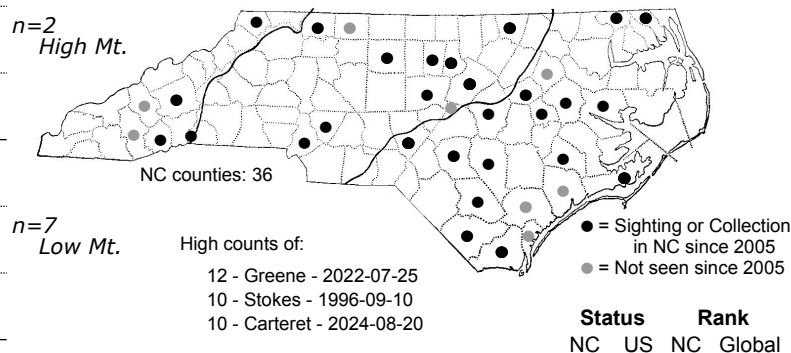 n=2
High Mt.
NC counties: 36
n=7
Low Mt.
High counts of:
12 - Greene - 2022-07-25
10 - Stokes - 1996-09-10
10 - Carteret - 2024-08-20
= Sighting or Collection
in NC since 2005
= Not seen since 2005
Status Rank
NC US NC Global